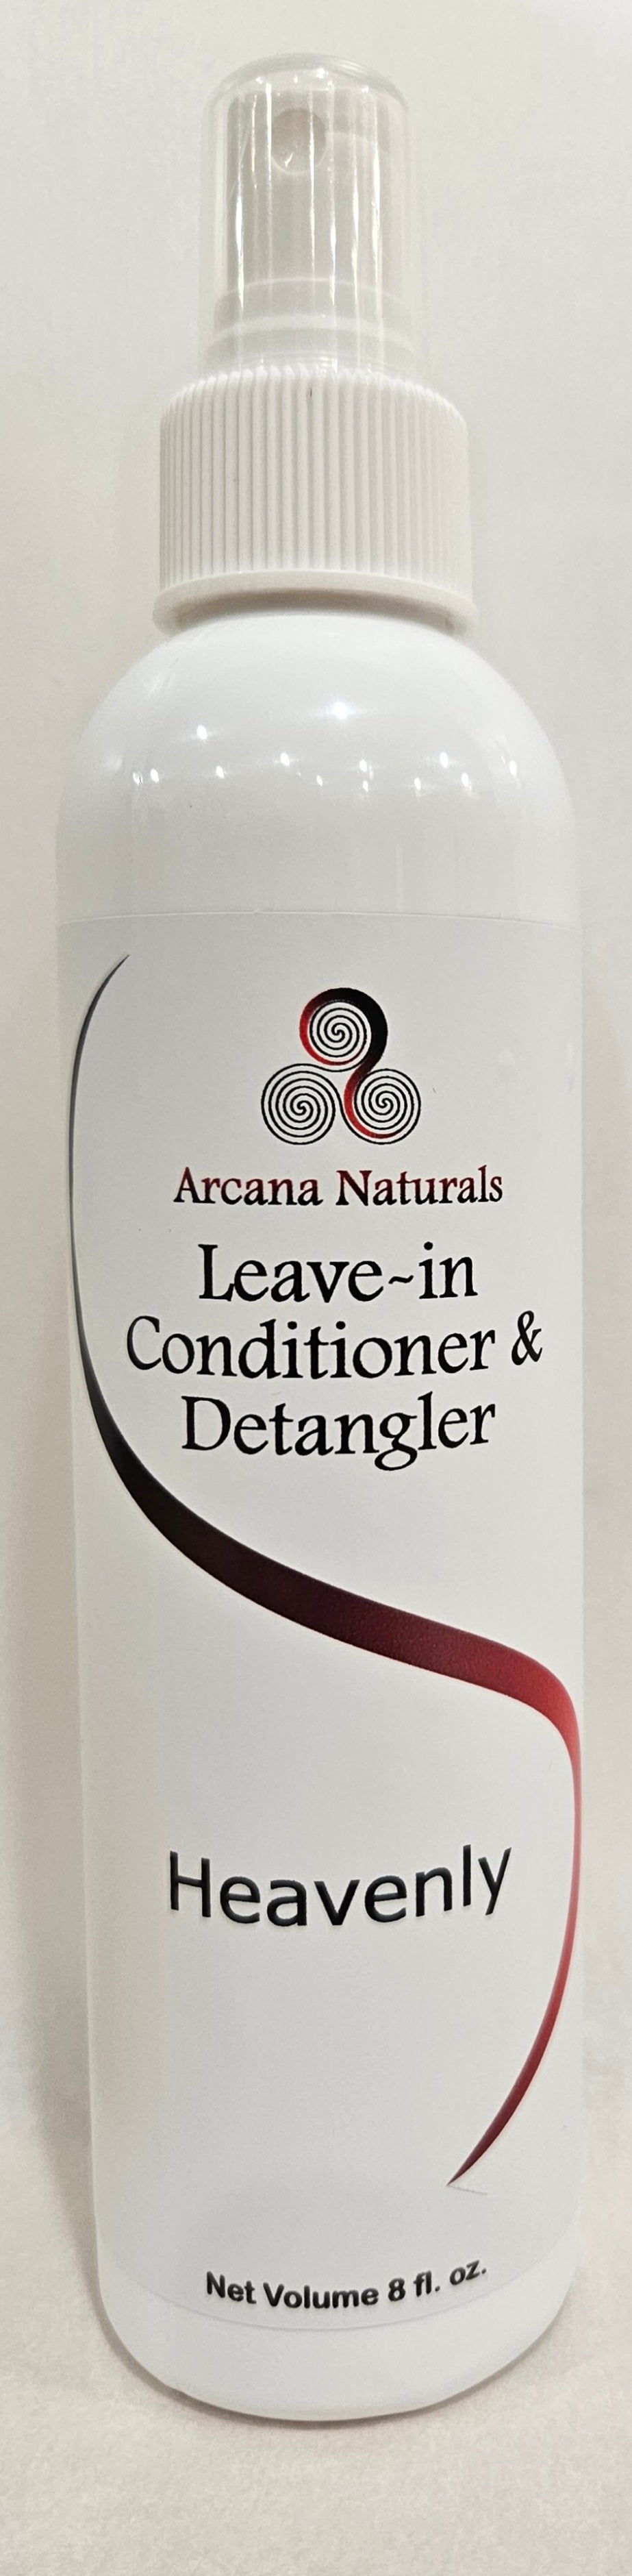 Arcana Naturals
Leave-in
Conditioner &
Detangler
Heavenly
Net Volume 8 fl. oz.